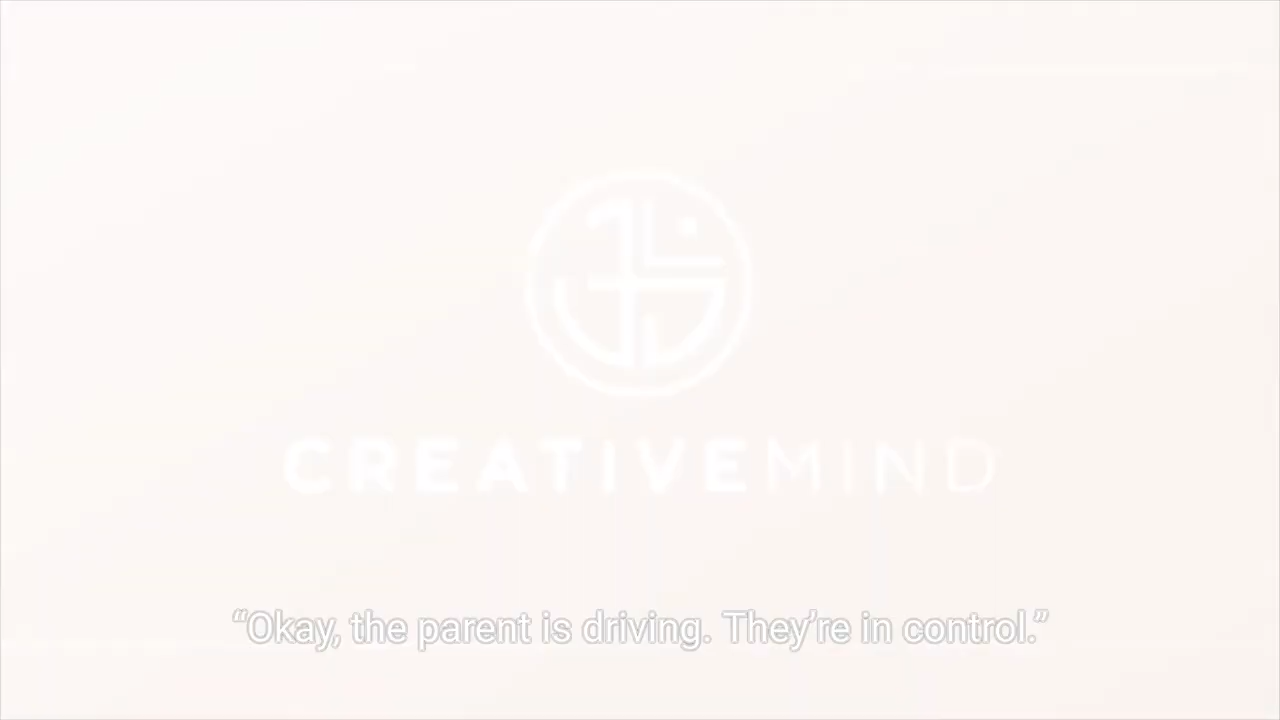 CREATIVEMIND
“Okay, the parent is driving. They’re in control.”